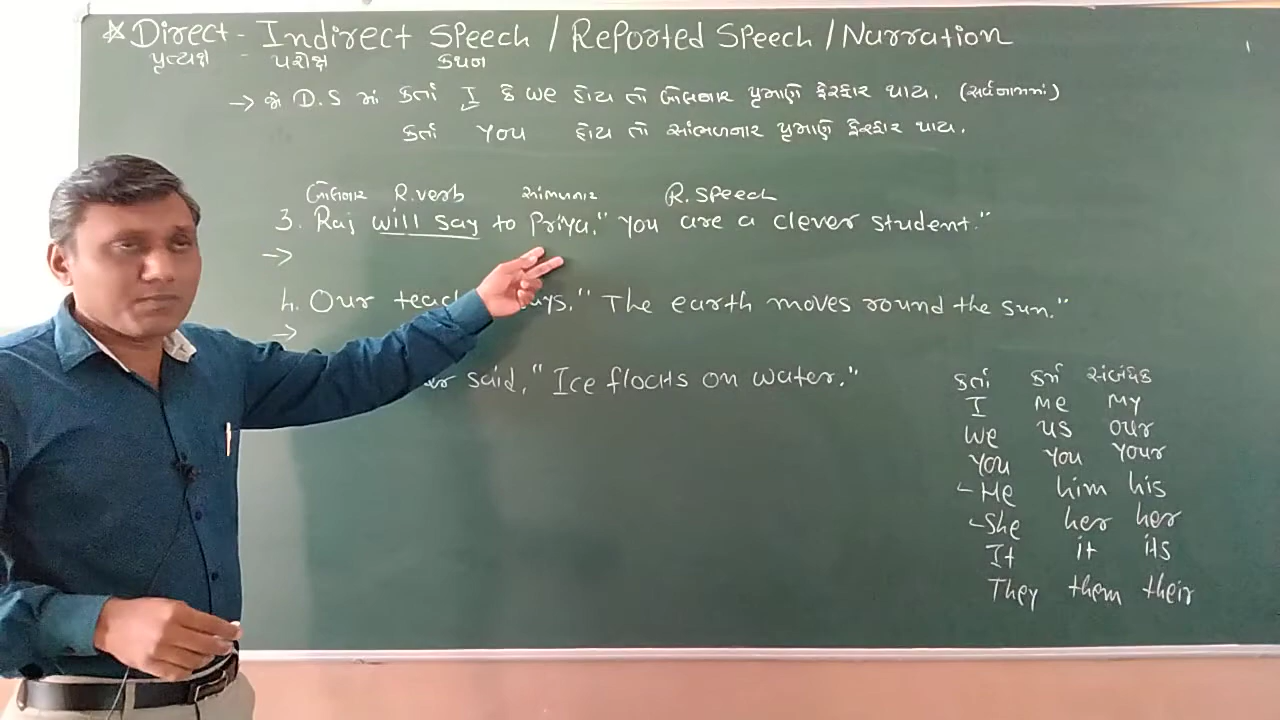 * Direct - Indirect Speech / Reported Speech / Narration
પ્રત્યક્ષ - પરોક્ષ કથન
→ જો D.S માં કર્તા I કે we હોય તો બોલનાર પ્રમાણે ફેરફાર થાય. (સર્વનામમાં)
કર્તા You હોય તો સાંભળનાર પ્રમાણે ફેરફાર થાય.
બોલનાર R.verb સાંભળનાર R.speech
3. Raj will say to Priya," You are a clever student."
→
4. Our says," The earth moves round the sun."
→
said," Ice floats on water."
કર્તા કર્મ સંબંધક
I me my
we us our
You you your
He him his
She her her
It it its
They them their